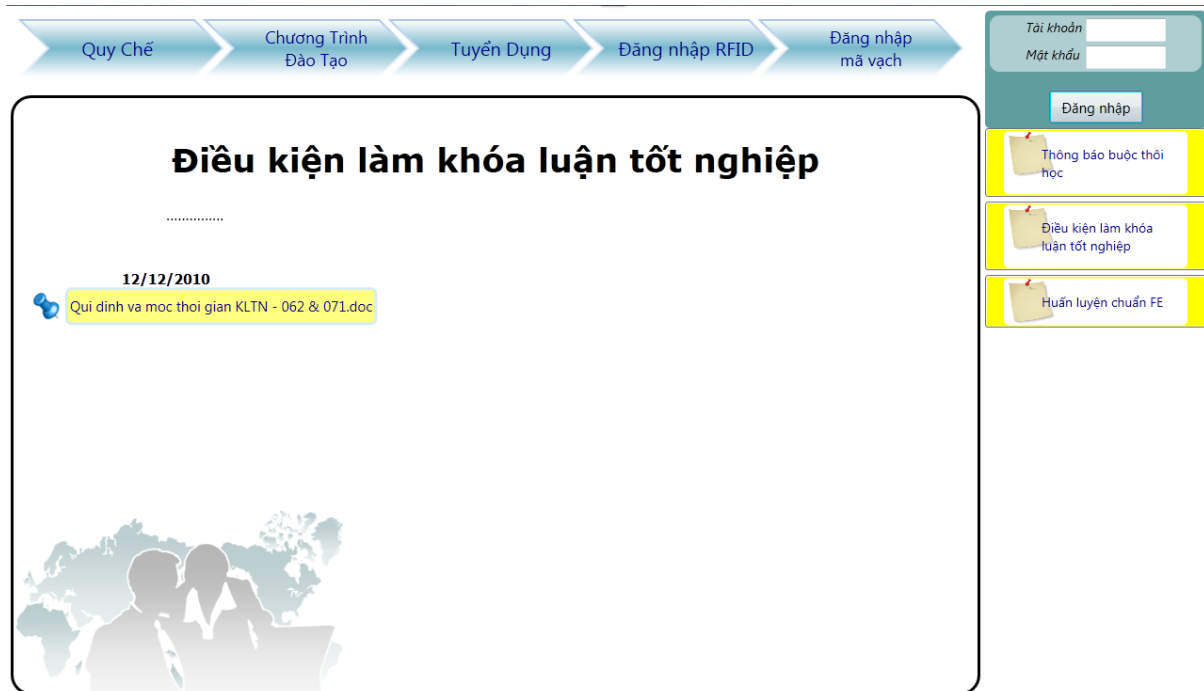 Quy Chế
Chương Trình
Đào Tạo
Tuyển Dụng
Đăng nhập RFID
Đăng nhập
mã vạch
Tài khoản
Mật khẩu
Đăng nhập
Điều kiện làm khóa luận tốt nghiệp
...............
12/12/2010
Qui dinh va moc thoi gian KLTN - 062 & 071.doc
Thông báo buộc thôi
học
Điều kiện làm khóa
luận tốt nghiệp
Huấn luyện chuẩn FE